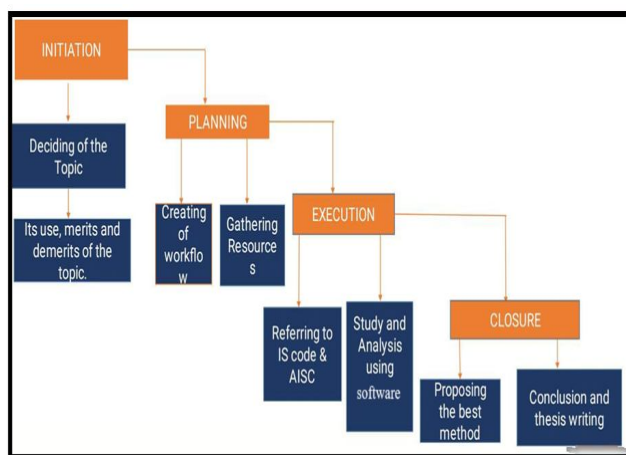 INITIATION
Deciding of the
Topic
Its use, merits and
demerits of the
topic.
PLANNING
Creating
of
workflo
w
Gathering
Resource
s
EXECUTION
Referring to
IS code &
AISC
Study and
Analysis
using
software
CLOSURE
Proposing
the best
method
Conclusion and
thesis writing